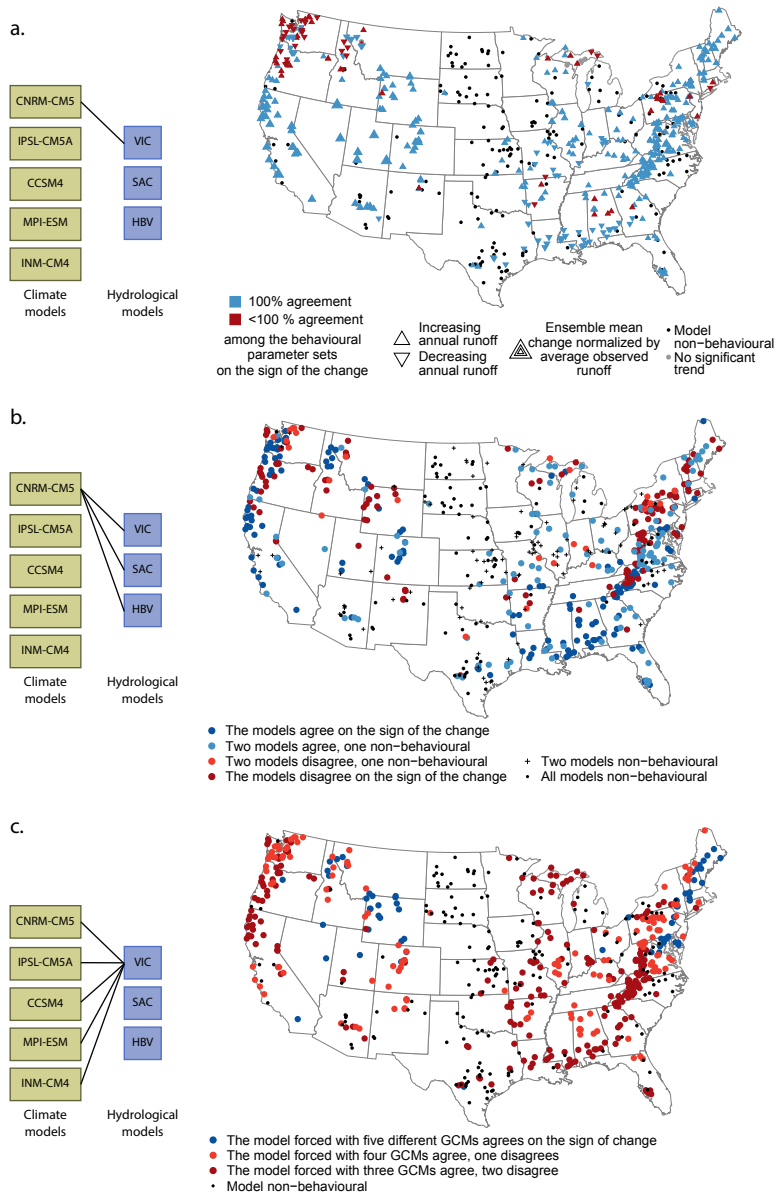 a.
CNRM-CM5
IPSL-CM5A
CCSM4
MPI-ESM
INM-CM4
Climate
models
VIC
SAC
HBV
Hydrological
models
100% agreement
<100 % agreement
among the behavioural
parameter sets
on the sign of the change
Increasing
annual runoff
Decreasing
annual runoff
Ensemble mean
change normalized by
average observed
runoff
Model
non−behavioural
No significant
trend
b.
CNRM-CM5
IPSL-CM5A
CCSM4
MPI-ESM
INM-CM4
Climate
models
VIC
SAC
HBV
Hydrological
models
The models agree on the sign of the change
Two models agree, one non−behavioural
Two models disagree, one non−behavioural
The models disagree on the sign of the change
Two models non−behavioural
All models non−behavioural
c.
CNRM-CM5
IPSL-CM5A
CCSM4
MPI-ESM
INM-CM4
Climate
models
VIC
SAC
HBV
Hydrological
models
The model forced with five different GCMs agrees on the sign of change
The model forced with four GCMs agree, one disagrees
The model forced with three GCMs agree, two disagree
Model non−behavioural